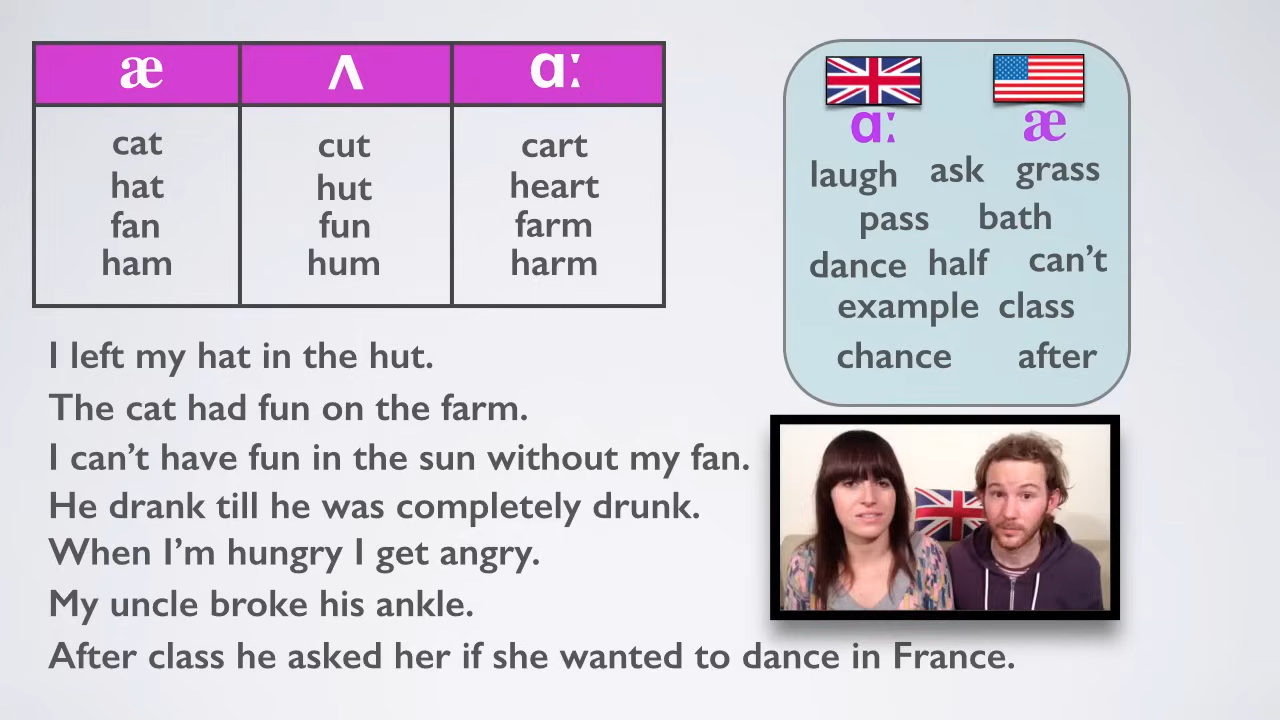 æ ʌ ɑː
cat cut cart
hat hut heart
fan fun farm
ham hum harm
ɑː æ
laugh ask grass
pass bath
dance half can’t
example class
chance after
I left my hat in the hut.
The cat had fun on the farm.
I can’t have fun in the sun without my fan.
He drank till he was completely drunk.
When I’m hungry I get angry.
My uncle broke his ankle.
After class he asked her if she wanted to dance in France.